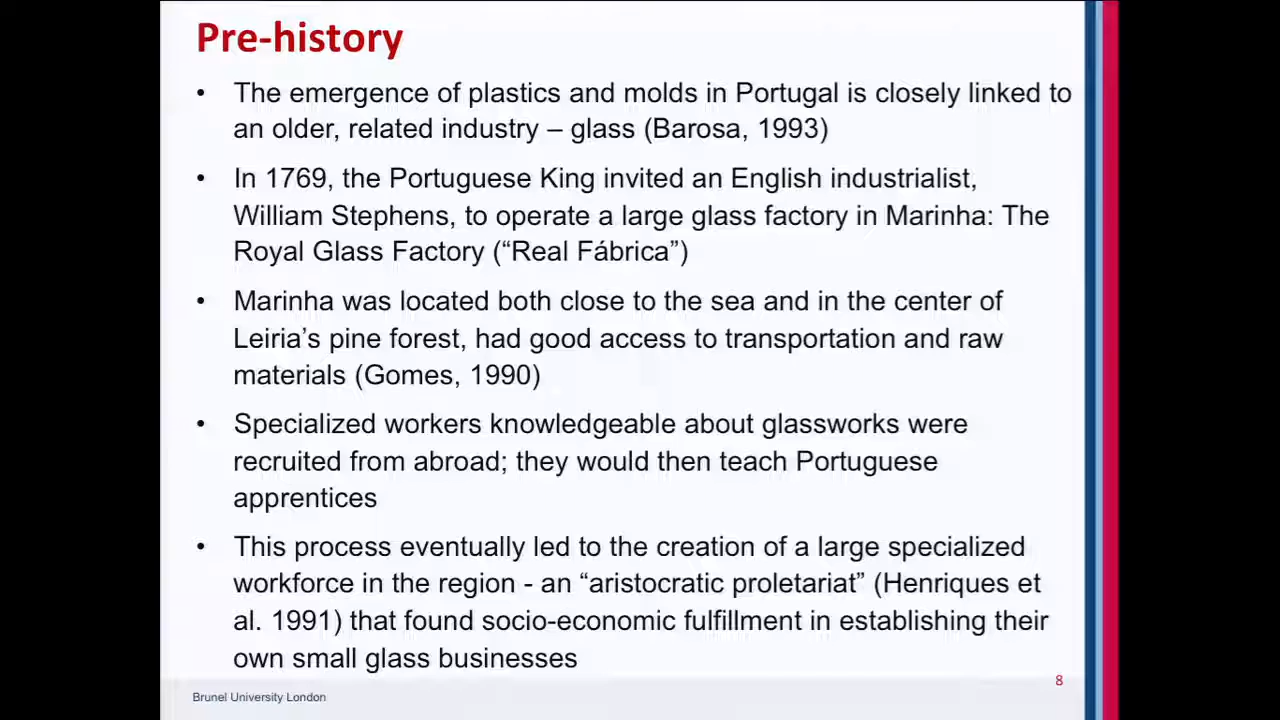 Pre-history
• The emergence of plastics and molds in Portugal is closely linked to
an older, related industry – glass (Barosa, 1993)
• In 1769, the Portuguese King invited an English industrialist,
William Stephens, to operate a large glass factory in Marinha: The
Royal Glass Factory (“Real Fábrica”)
• Marinha was located both close to the sea and in the center of
Leiria’s pine forest, had good access to transportation and raw
materials (Gomes, 1990)
• Specialized workers knowledgeable about glassworks were
recruited from abroad; they would then teach Portuguese
apprentices
• This process eventually led to the creation of a large specialized
workforce in the region - an “aristocratic proletariat” (Henriques et
al. 1991) that found socio-economic fulfillment in establishing their
own small glass businesses
8
Brunel University London